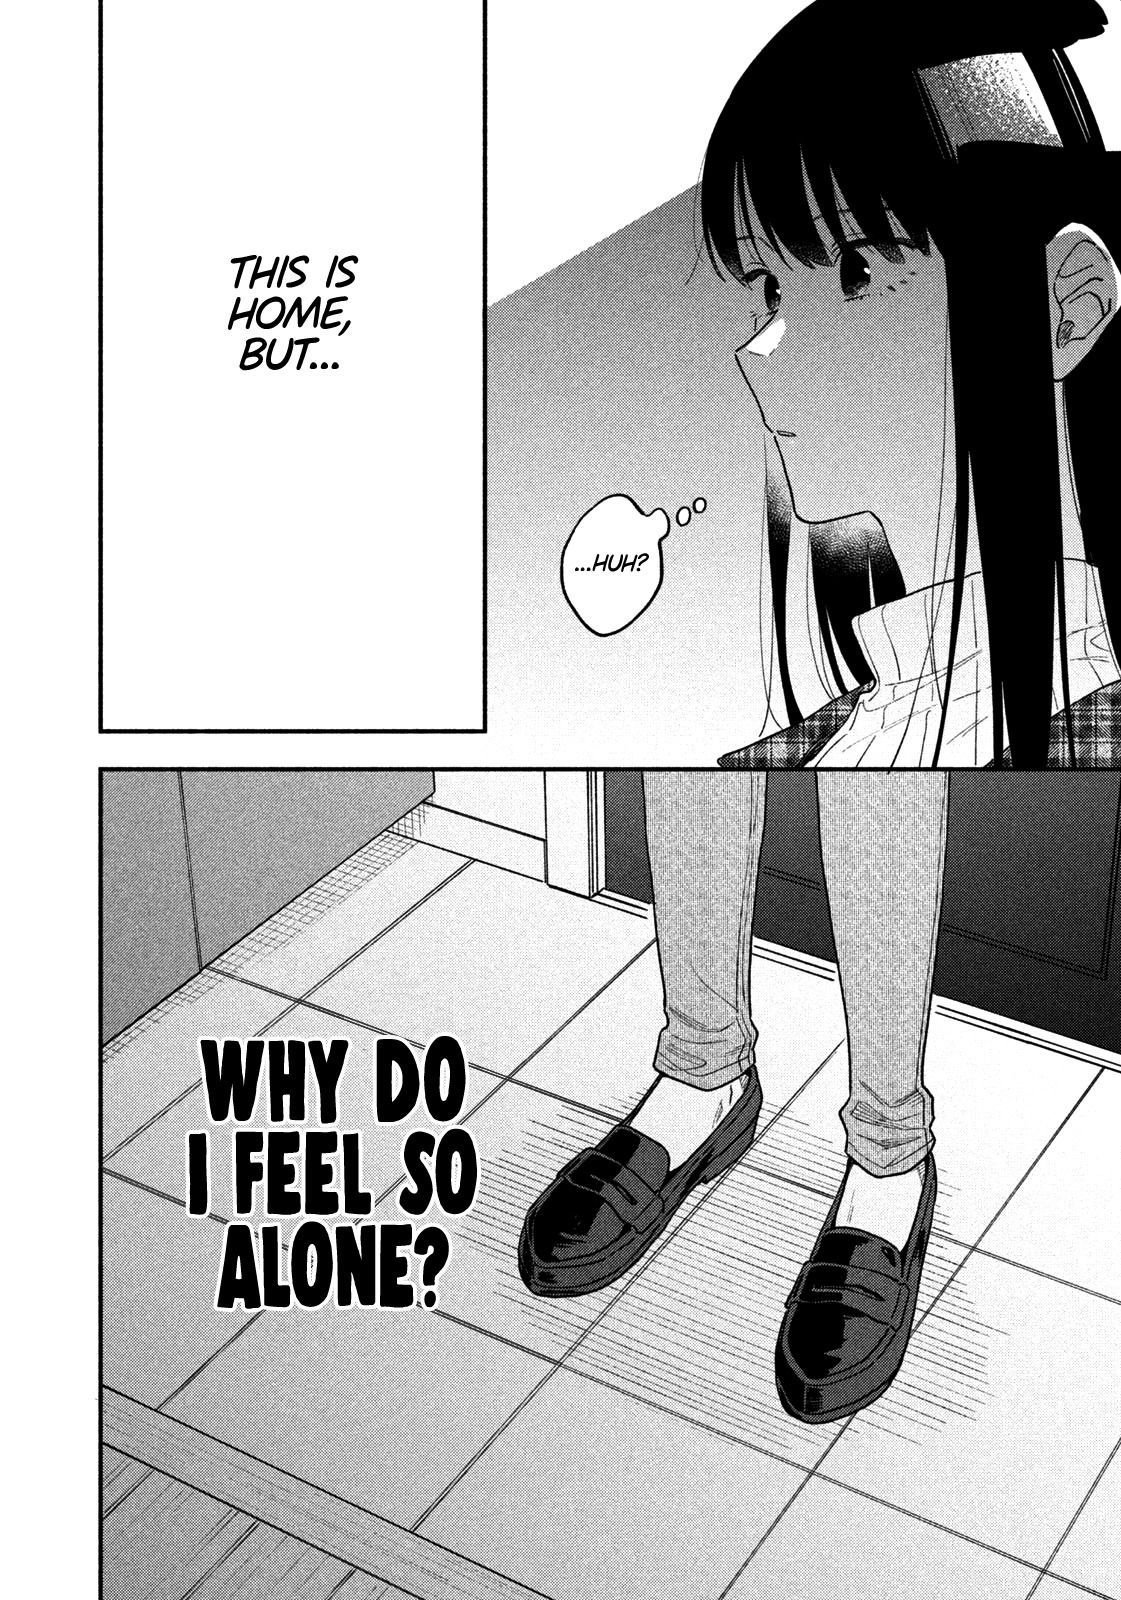 ...HUH?
THIS IS
HOME,
BUT...
WHY DO
I FEEL SO
ALONE?